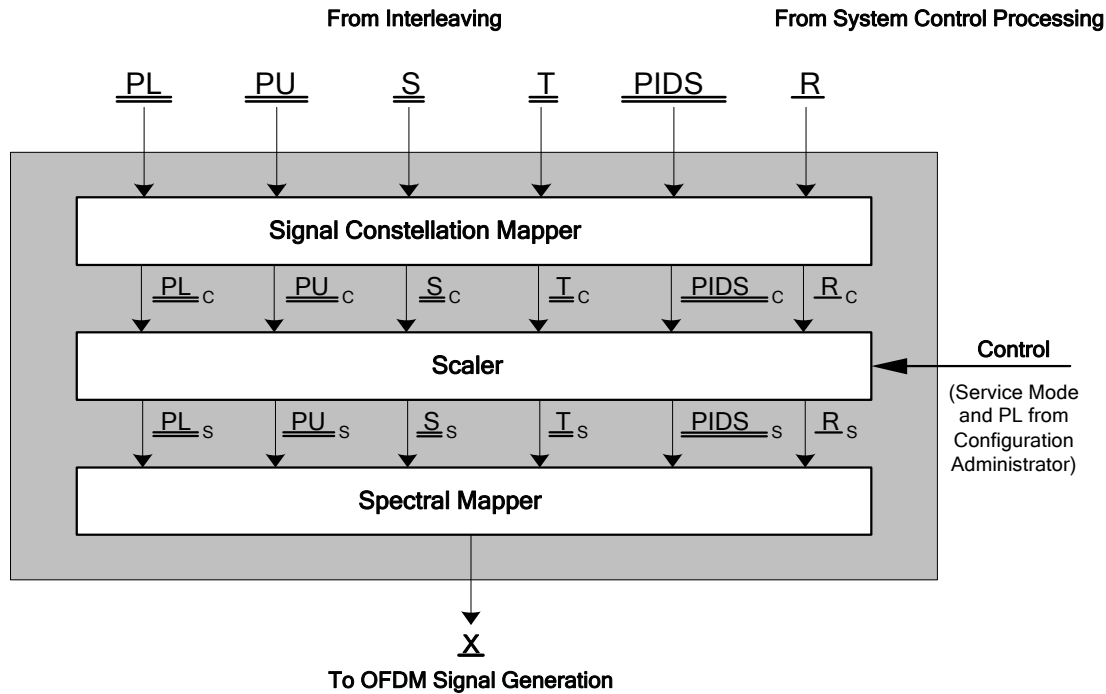 From Interleaving From System Control Processing
PL PU S T PIDS R
Signal Constellation Mapper
PL C PU C S C T C PIDS C R C
Scaler
Control
(Service Mode
and PL from
Configuration
Administrator)
PL S PU S S S T S PIDS S R S
Spectral Mapper
X
To OFDM Signal Generation